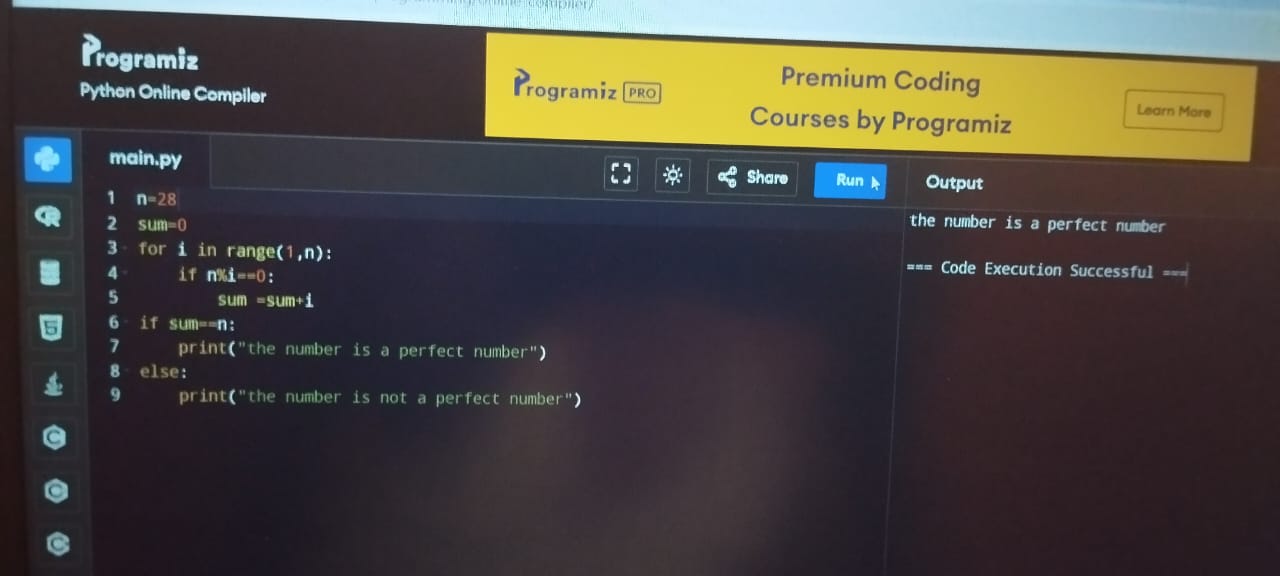 Programiz
Python Online Compiler
Programiz PRO
Premium Coding
Courses by Programiz
Learn More
main.py
Share
Run
Output
1 n=28
2 sum=0
3 for i in range(1,n):
4 if n%i==0:
5 sum =sum+i
6 if sum==n:
7 print("the number is a perfect number")
8 else:
9 print("the number is not a perfect number")
the number is a perfect number
=== Code Execution Successful ===